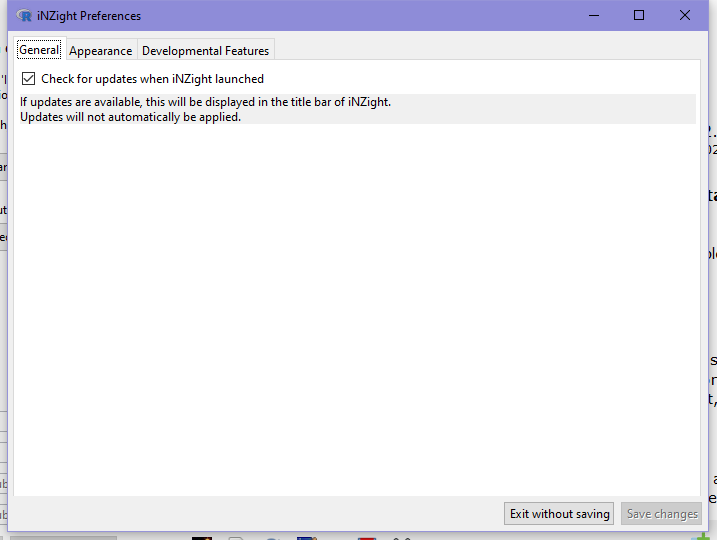 iNZight Preferences
General
Appearance
Developmental Features
Check for updates when iNZight launched
If updates are available, this will be displayed in the title bar of iNZight.
Updates will not automatically be applied.
Exit without saving
Save changes